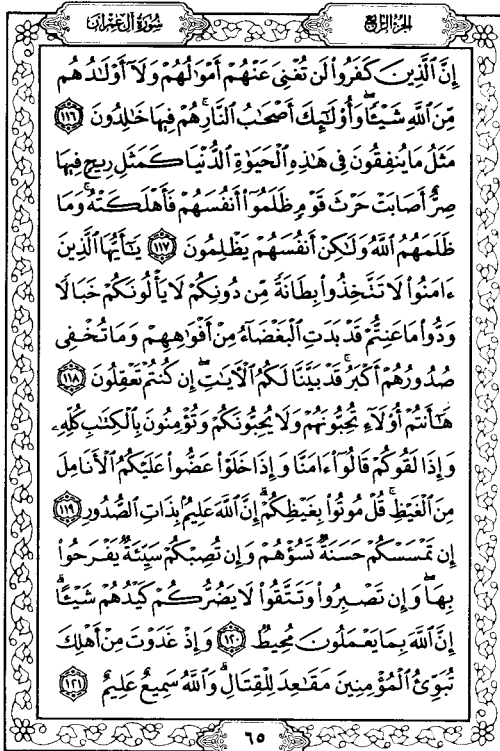 سُورَةُ آلِ عِمْرَانَ
الجُزْءُ الرَّابِعُ
إِنَّ ٱلَّذِينَ كَفَرُوا۟ لَن تُغْنِىَ عَنْهُمْ أَمْوَٰلُهُمْ وَلَآ أَوْلَٰدُهُم
مِّنَ ٱللَّهِ شَيْـًٔا ۖ وَأُو۟لَٰٓئِكَ أَصْحَٰبُ ٱلنَّارِ ۚ هُمْ فِيهَا خَٰلِدُونَ ١١٦
مَثَلُ مَا يُنفِقُونَ فِى هَٰذِهِ ٱلْحَيَوٰةِ ٱلدُّنْيَا كَمَثَلِ رِيحٍ فِيهَا
صِرٌّ أَصَابَتْ حَرْثَ قَوْمٍ ظَلَمُوٓا۟ أَنفُسَهُمْ فَأَهْلَكَتْهُ ۚ وَمَا
ظَلَمَهُمُ ٱللَّهُ وَلَٰكِنْ أَنفُسَهُمْ يَظْلِمُونَ ١١٧ يَٰٓأَيُّهَا ٱلَّذِينَ
ءَامَنُوا۟ لَا تَتَّخِذُوا۟ بِطَانَةً مِّن دُونِكُمْ لَا يَأْلُونَكُمْ خَبَالًا
وَدُّوا۟ مَا عَنِتُّمْ قَدْ بَدَتِ ٱلْبَغْضَآءُ مِنْ أَفْوَٰهِهِمْ وَمَا تُخْفِى
صُدُورُهُمْ أَكْبَرُ ۚ قَدْ بَيَّنَّا لَكُمُ ٱلْءَايَٰتِ ۖ إِن كُنتُمْ تَعْقِلُونَ ١١٨
هَٰٓأَنتُمْ أُو۟لَآءِ تُحِبُّونَهُمْ وَلَا يُحِبُّونَكُمْ وَتُؤْمِنُونَ بِٱلْكِتَٰبِ كُلِّهِۦ
وَإِذَا لَقُوكُمْ قَالُوٓا۟ ءَامَنَّا وَإِذَا خَلَوْا۟ عَضُّوا۟ عَلَيْكُمُ ٱلْأَنَامِلَ
مِنَ ٱلْغَيْظِ ۚ قُلْ مُوتُوا۟ بِغَيْظِكُمْ ۗ إِنَّ ٱللَّهَ عَلِيمٌۢ بِذَاتِ ٱلصُّدُورِ ١١٩
إِن تَمْسَسْكُمْ حَسَنَةٌ تَسُؤْهُمْ وَإِن تُصِبْكُمْ سَيِّئَةٌ يَفْرَحُوا۟
بِهَا ۖ وَإِن تَصْبِرُوا۟ وَتَتَّقُوا۟ لَا يَضُرُّكُمْ كَيْدُهُمْ شَيْـًٔا ۗ
إِنَّ ٱللَّهَ بِمَا يَعْمَلُونَ مُحِيطٌ ١٢٠ وَإِذْ غَدَوْتَ مِنْ أَهْلِكَ
تُبَوِّئُ ٱلْمُؤْمِنِينَ مَقَٰعِدَ لِلْقِتَالِ ۗ وَٱللَّهُ سَمِيعٌ عَلِيمٌ ١٢١
٦٥